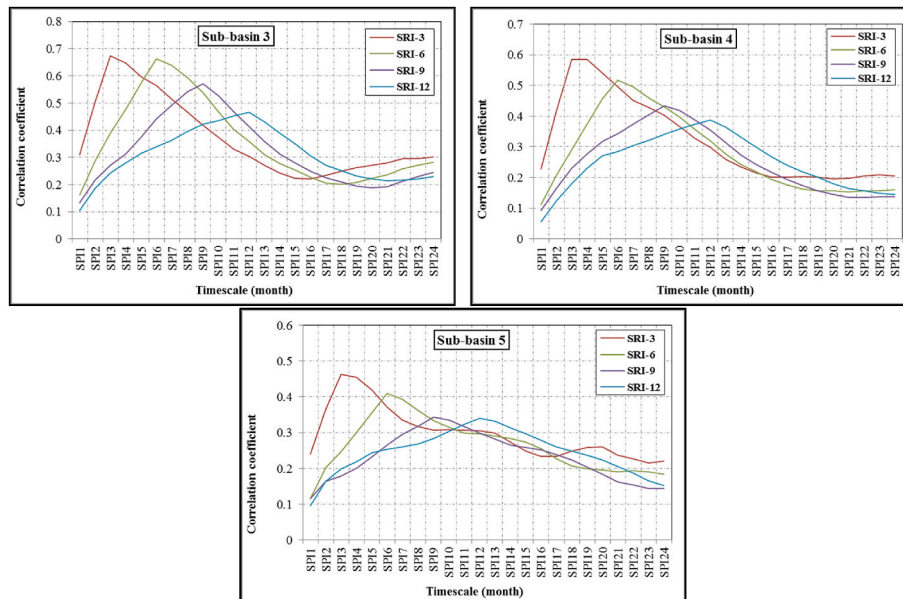 Sub-basin 3
SRI-3
SRI-6
SRI-9
SRI-12
Correlation coefficient
0.8
0.7
0.6
0.5
0.4
0.3
0.2
0.1
0
SPI1
SPI2
SPI3
SPI4
SPI5
SPI6
SPI7
SPI8
SPI9
SPI10
SPI11
SPI12
SPI13
SPI14
SPI15
SPI16
SPI17
SPI18
SPI19
SPI20
SPI21
SPI22
SPI23
SPI24
Timescale (month)
Sub-basin 4
SRI-3
SRI-6
SRI-9
SRI-12
Correlation coefficient
0.7
0.6
0.5
0.4
0.3
0.2
0.1
0
SPI1
SPI2
SPI3
SPI4
SPI5
SPI6
SPI7
SPI8
SPI9
SPI10
SPI11
SPI12
SPI13
SPI14
SPI15
SPI16
SPI17
SPI18
SPI19
SPI20
SPI21
SPI22
SPI23
SPI24
Timescale (month)
Sub-basin 5
SRI-3
SRI-6
SRI-9
SRI-12
Correlation coefficient
0.6
0.5
0.4
0.3
0.2
0.1
0
SPI1
SPI2
SPI3
SPI4
SPI5
SPI6
SPI7
SPI8
SPI9
SPI10
SPI11
SPI12
SPI13
SPI14
SPI15
SPI16
SPI17
SPI18
SPI19
SPI20
SPI21
SPI22
SPI23
SPI24
Timescale (month)